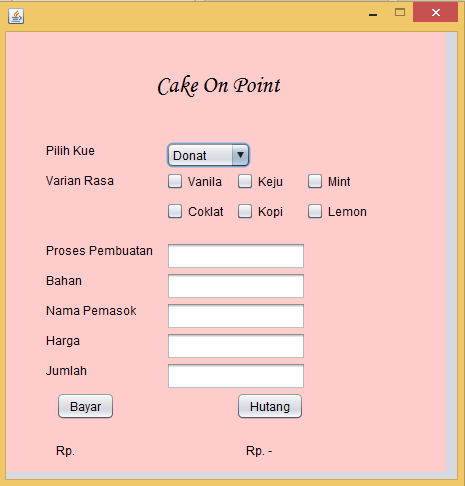 Cake On Point
Pilih Kue Donat
Varian Rasa Vanila Keju Mint
Coklat Kopi Lemon
Proses Pembuatan
Bahan
Nama Pemasok
Harga
Jumlah
Bayar Hutang
Rp. Rp. -